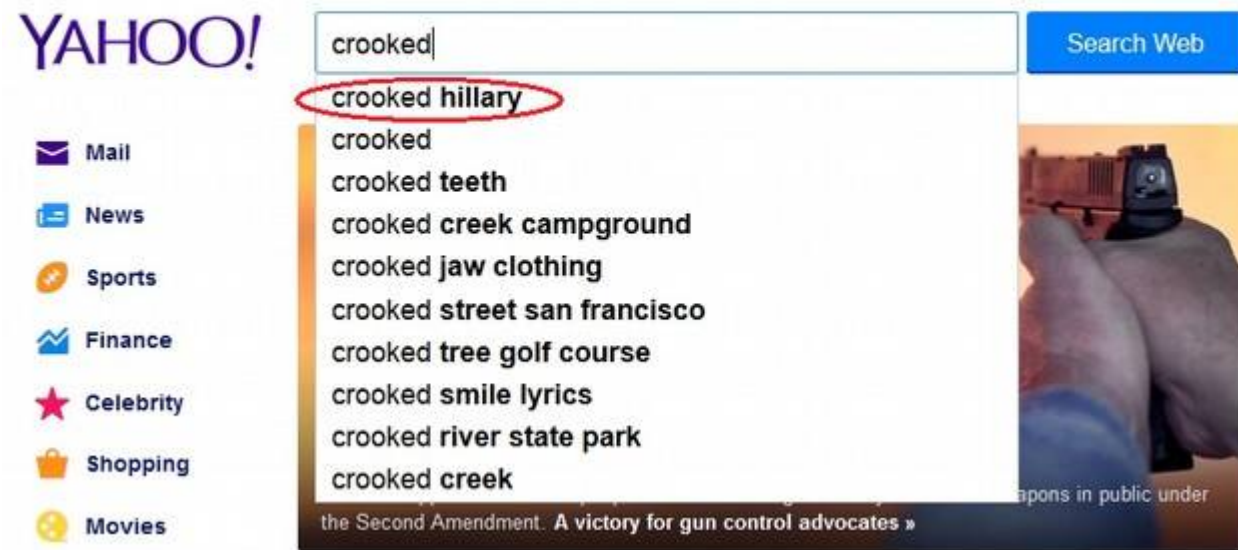 YAHOO!
crooked
Search Web
crooked hillary
crooked
crooked teeth
crooked creek campground
crooked jaw clothing
crooked street san francisco
crooked tree golf course
crooked smile lyrics
crooked river state park
crooked creek
Mail
News
Sports
Finance
Celebrity
Shopping
Movies
in public under
the Second Amendment. A victory for gun control advocates »